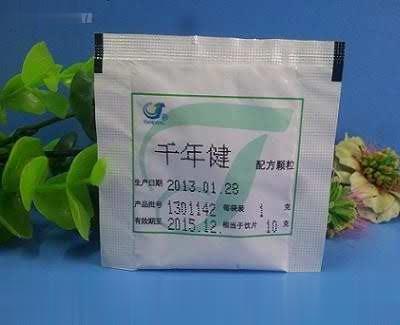 千年健 配方颗粒
生产日期 2013.01.28
产品批号 1301142 每袋装 1 克
有效期至 2015.12. 相当于饮片 10 克